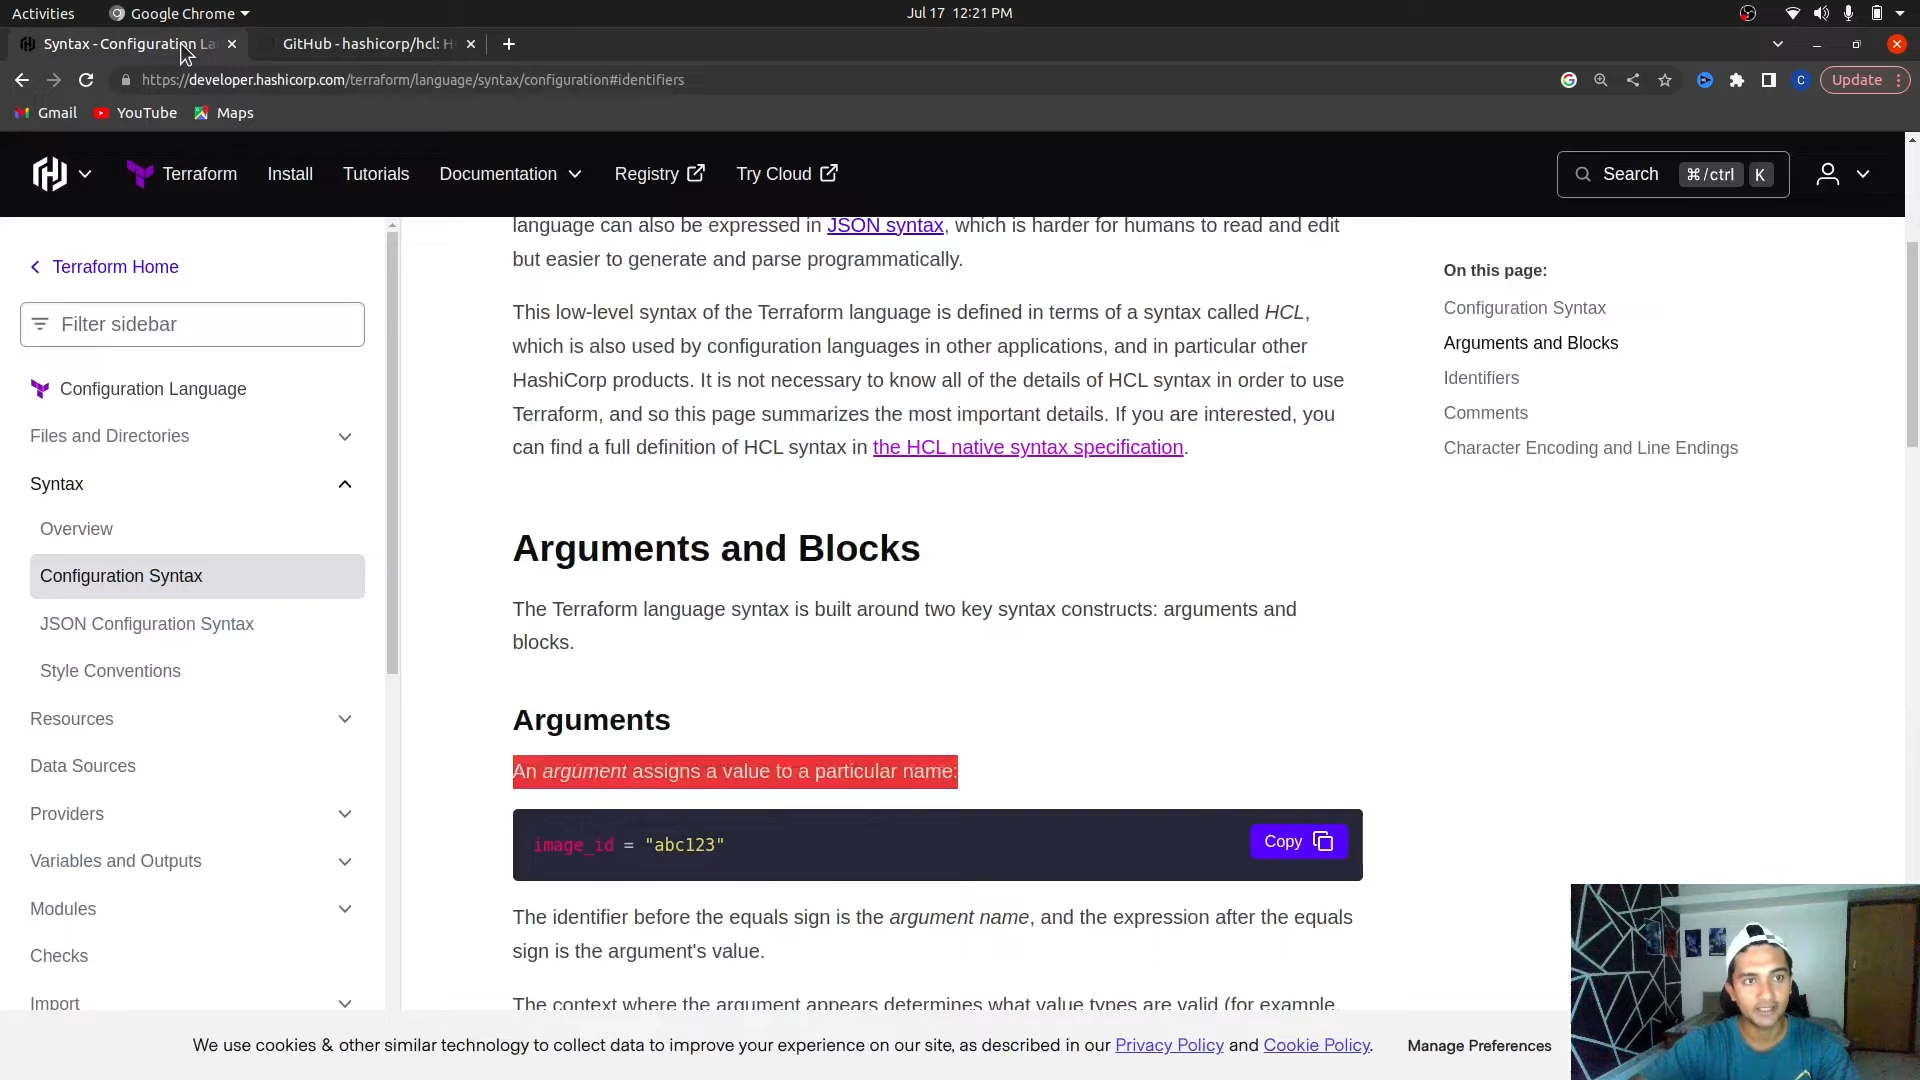 Activities
Google Chrome
Jul 17 12:21 PM
Syntax - Configuration La
GitHub - hashicorp/hcl: H
https://developer.hashicorp.com/terraform/language/syntax/configuration#identifiers
C
Update
Gmail
YouTube
Maps
Terraform
Install
Tutorials
Documentation
Registry
Try Cloud
Search
⌘/ctrl
K
Terraform Home
Filter sidebar
Configuration Language
Files and Directories
Syntax
Overview
Configuration Syntax
JSON Configuration Syntax
Style Conventions
Resources
Data Sources
Providers
Variables and Outputs
Modules
Checks
Import
language can also be expressed in JSON syntax, which is harder for humans to read and edit
but easier to generate and parse programmatically.
This low-level syntax of the Terraform language is defined in terms of a syntax called HCL,
which is also used by configuration languages in other applications, and in particular other
HashiCorp products. It is not necessary to know all of the details of HCL syntax in order to use
Terraform, and so this page summarizes the most important details. If you are interested, you
can find a full definition of HCL syntax in the HCL native syntax specification.
Arguments and Blocks
The Terraform language syntax is built around two key syntax constructs: arguments and
blocks.
Arguments
An argument assigns a value to a particular name:
image_id = "abc123"
Copy
The identifier before the equals sign is the argument name, and the expression after the equals
sign is the argument's value.
The context where the argument appears determines what value types are valid (for example,
On this page:
Configuration Syntax
Arguments and Blocks
Identifiers
Comments
Character Encoding and Line Endings
We use cookies & other similar technology to collect data to improve your experience on our site, as described in our Privacy Policy and Cookie Policy.
Manage Preferences